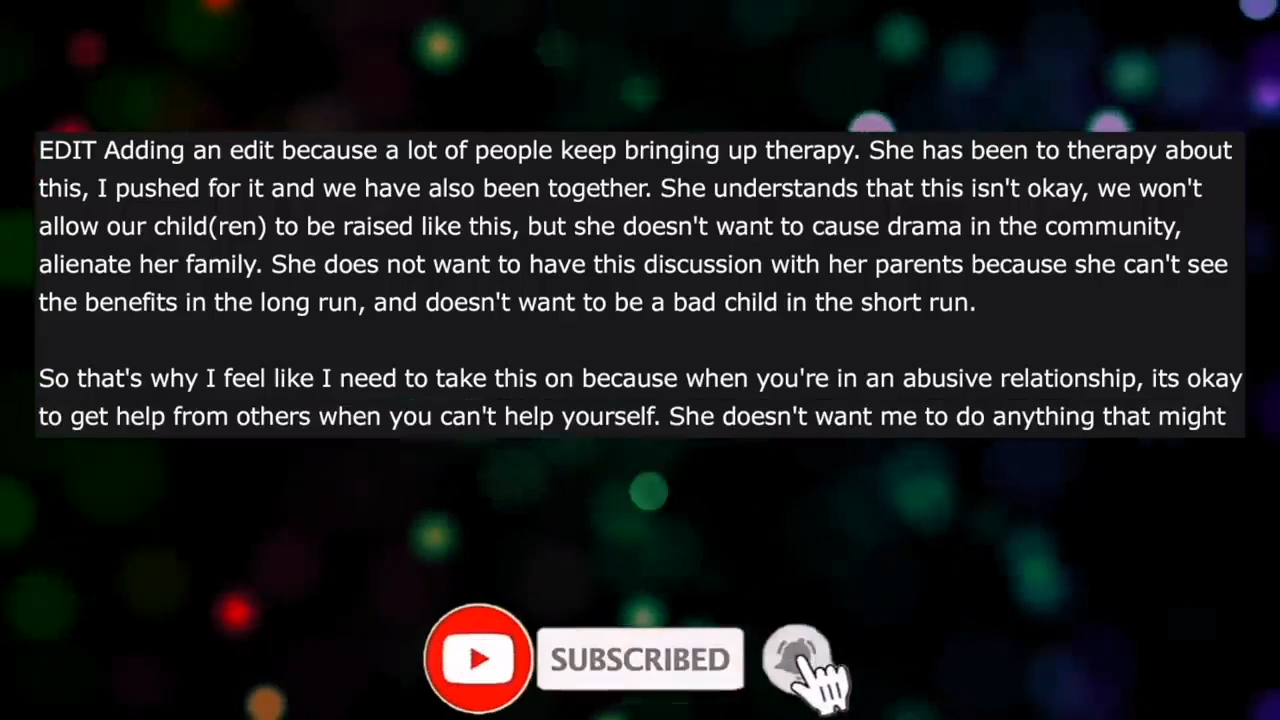 EDIT Adding an edit because a lot of people keep bringing up therapy. She has been to therapy about
this, I pushed for it and we have also been together. She understands that this isn't okay, we won't
allow our child(ren) to be raised like this, but she doesn't want to cause drama in the community,
alienate her family. She does not want to have this discussion with her parents because she can't see
the benefits in the long run, and doesn't want to be a bad child in the short run.
So that's why I feel like I need to take this on because when you're in an abusive relationship, its okay
to get help from others when you can't help yourself. She doesn't want me to do anything that might
SUBSCRIBED